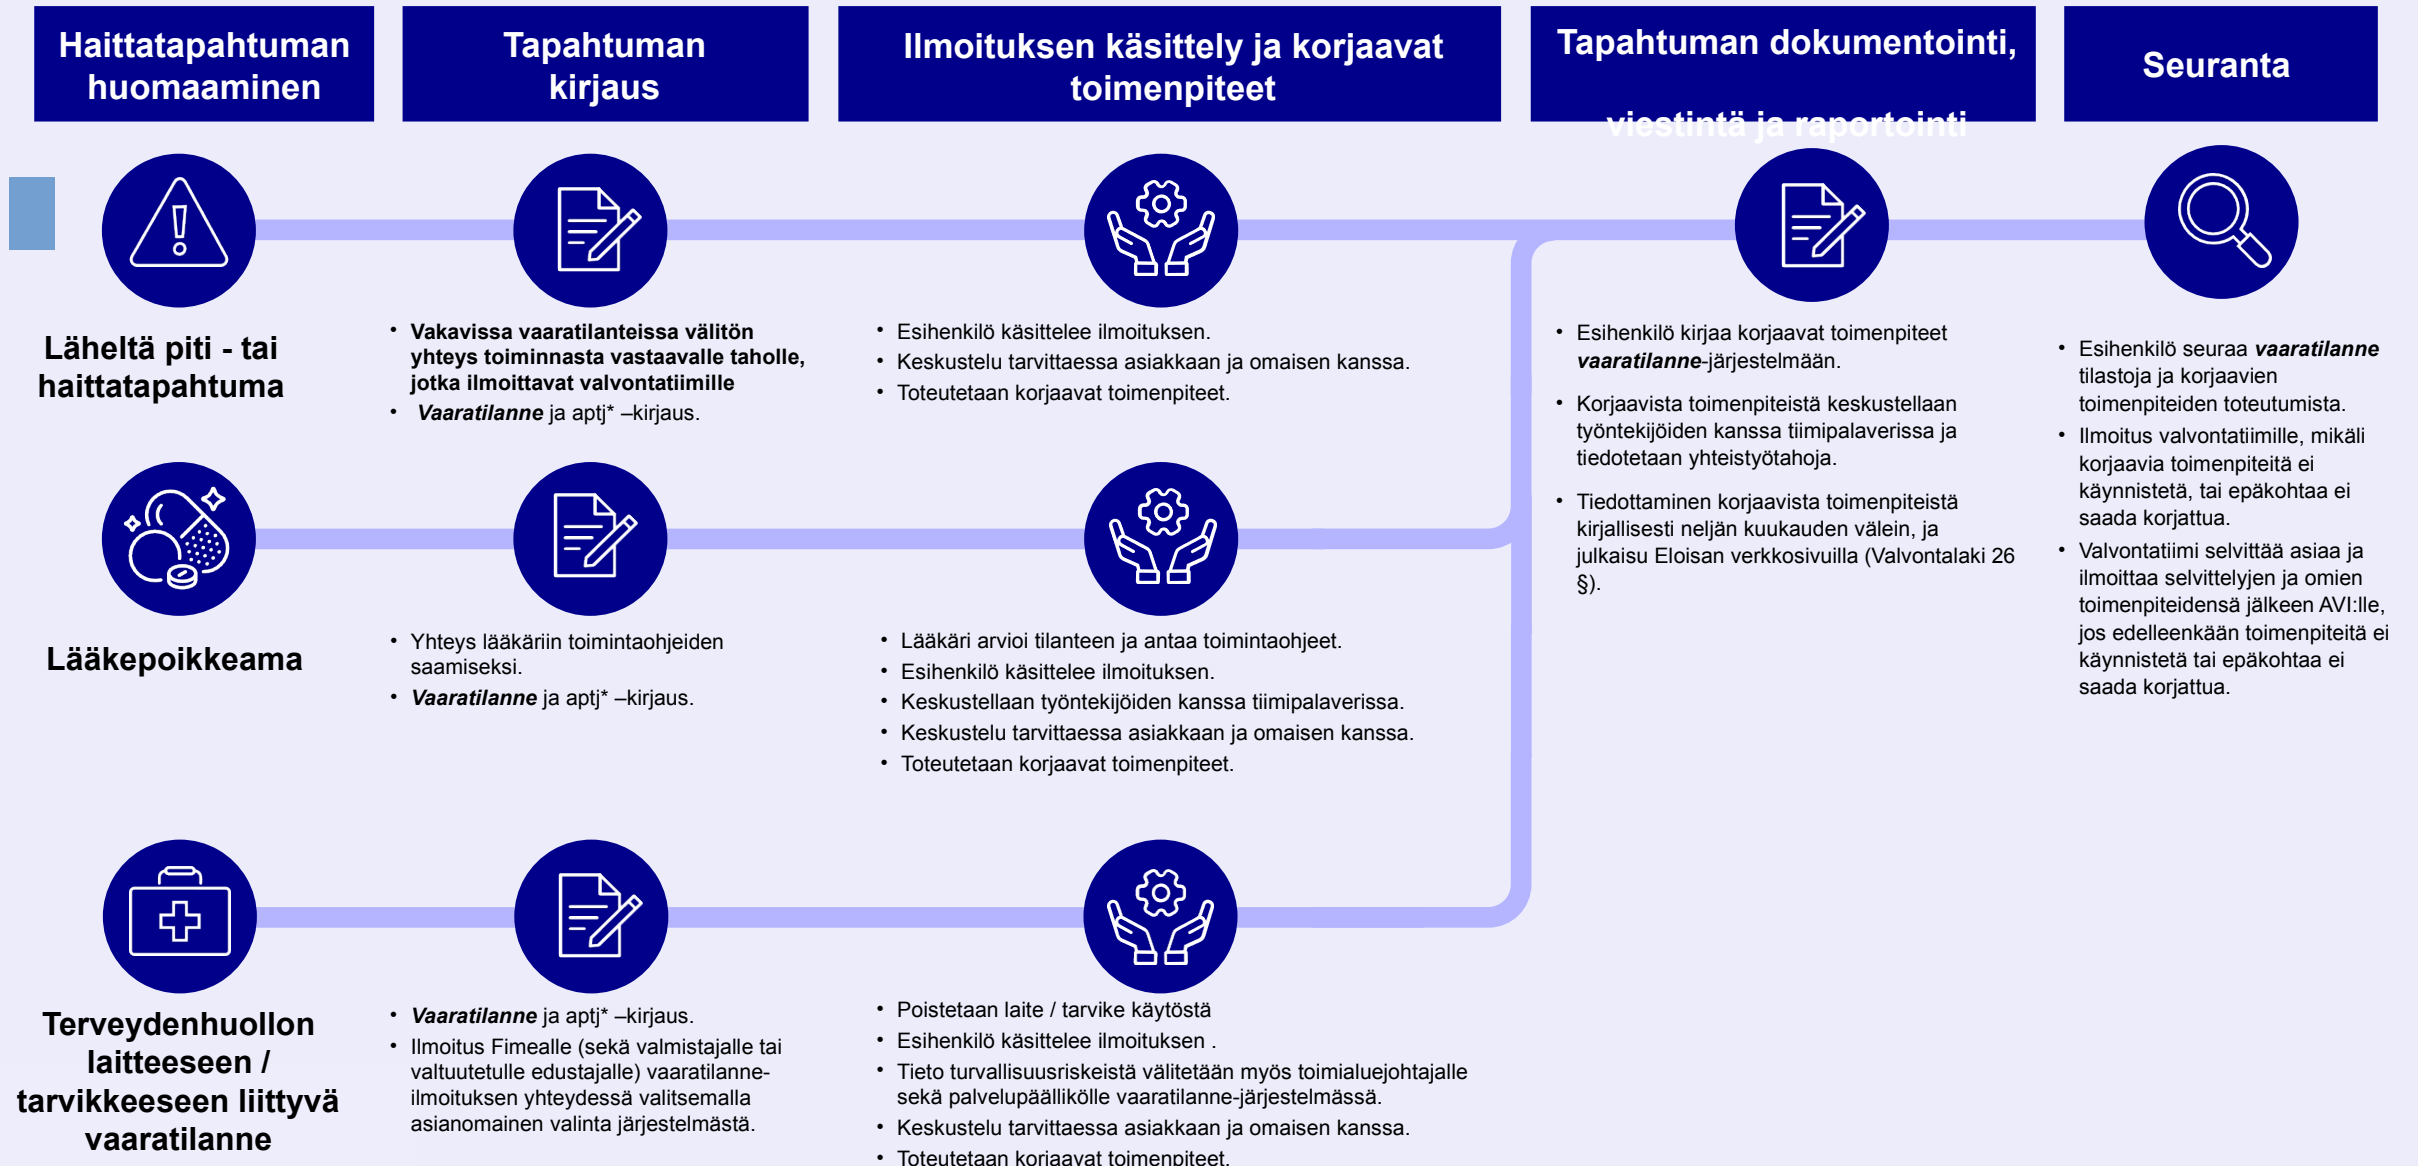 Haittatapahtuman
huomaaminen
Tapahtuman
kirjaus
Ilmoituksen käsittely ja korjaavat
toimenpiteet
Tapahtuman dokumentointi,
viestintä ja raportointi
Seuranta
Läheltä piti - tai
haittatapahtuma
• Vakavissa vaaratilanteissa välitön
yhteys toiminnasta vastaavalle taholle,
jotka ilmoittavat valvontatiimille
• Vaaratilanne ja aptj* –kirjaus.
• Esihenkilö käsittelee ilmoituksen.
• Keskustelu tarvittaessa asiakkaan ja omaisen kanssa.
• Toteutetaan korjaavat toimenpiteet.
• Esihenkilö kirjaa korjaavat toimenpiteet
vaaratilanne-järjestelmään.
• Korjaavista toimenpiteistä keskustellaan
työntekijöiden kanssa tiimipalaverissa ja
tiedotetaan yhteistyötahoja.
• Tiedottaminen korjaavista toimenpiteistä
kirjallisesti neljän kuukauden välein, ja
julkaisu Eloisan verkkosivuilla (Valvontalaki 26
§).
• Esihenkilö seuraa vaaratilanne
tilastoja ja korjaavien
toimenpiteiden toteutumista.
• Ilmoitus valvontatiimille, mikäli
korjaavia toimenpiteitä ei
käynnistetä, tai epäkohtaa ei
saada korjattua.
• Valvontatiimi selvittää asiaa ja
ilmoittaa selvittelyjen ja omien
toimenpiteidensä jälkeen AVI:lle,
jos edelleenkään toimenpiteitä ei
käynnistetä tai epäkohtaa ei
saada korjattua.
Lääkepoikkeama
• Yhteys lääkäriin toimintaohjeiden
saamiseksi.
• Vaaratilanne ja aptj* –kirjaus.
• Lääkäri arvioi tilanteen ja antaa toimintaohjeet.
• Esihenkilö käsittelee ilmoituksen.
• Keskustellaan työntekijöiden kanssa tiimipalaverissa.
• Keskustelu tarvittaessa asiakkaan ja omaisen kanssa.
• Toteutetaan korjaavat toimenpiteet.
Terveydenhuollon
laitteeseen /
tarvikkeeseen liittyvä
vaaratilanne
• Vaaratilanne ja aptj* –kirjaus.
• Ilmoitus Fimealle (sekä valmistajalle tai
valtuutetulle edustajalle) vaaratilanne-
ilmoituksen yhteydessä valitsemalla
asianomainen valinta järjestelmästä.
• Poistetaan laite / tarvike käytöstä
• Esihenkilö käsittelee ilmoituksen .
• Tieto turvallisuusriskeistä välitetään myös toimialuejohtajalle
sekä palvelupäällikölle vaaratilanne-järjestelmässä.
• Keskustelu tarvittaessa asiakkaan ja omaisen kanssa.
• Toteutetaan korjaavat toimenpiteet.